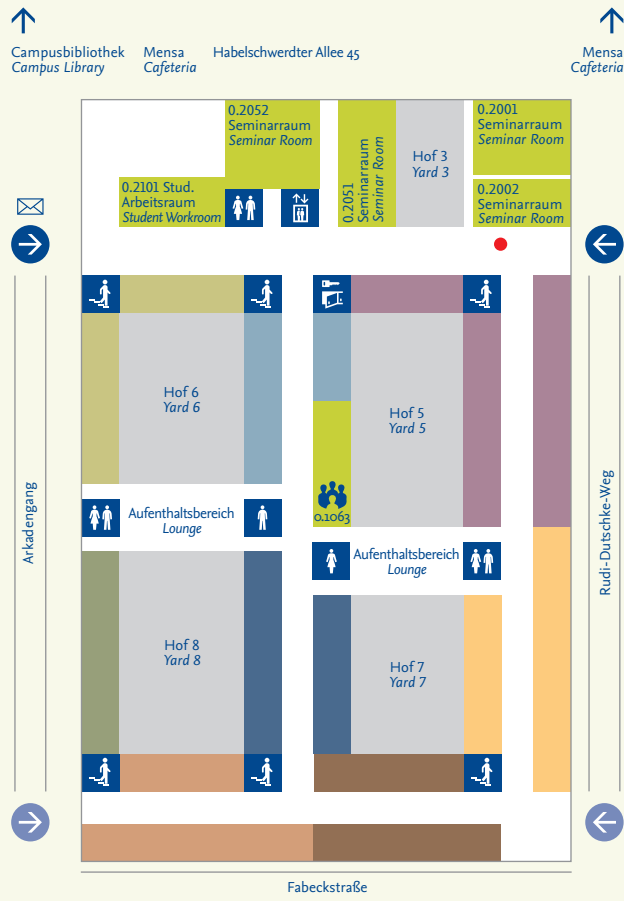 Campusbibliothek
Campus Library
Mensa
Cafeteria
Habelschwerdter Allee 45
Mensa
Cafeteria
0.2052
Seminarraum
Seminar Room
0.2051
Seminarraum
Seminar Room
Hof 3
Yard 3
0.2001
Seminarraum
Seminar Room
0.2101 Stud.
Arbeitsraum
Student Workroom
0.2002
Seminarraum
Seminar Room
Hof 6
Yard 6
Hof 5
Yard 5
0.1063
Aufenthaltsbereich
Lounge
Aufenthaltsbereich
Lounge
Arkadengang
Rudi-Dutschke-Weg
Hof 8
Yard 8
Hof 7
Yard 7
Fabeckstraße